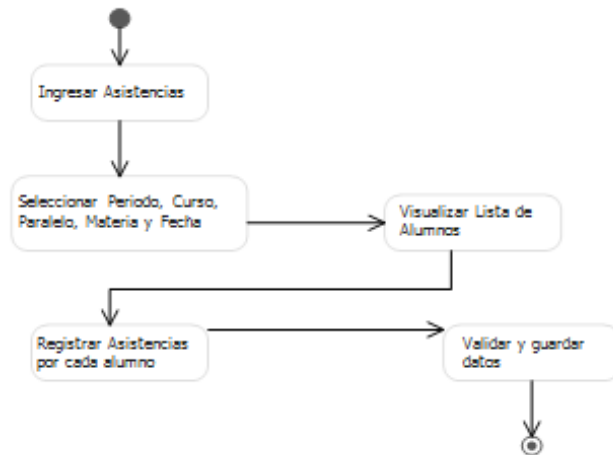 Ingresar Asistencias
Seleccionar Periodo, Curso,
Paralelo, Materia y Fecha
Visualizar Lista de
Alumnos
Registrar Asistencias
por cada alumno
Validar y guardar
datos